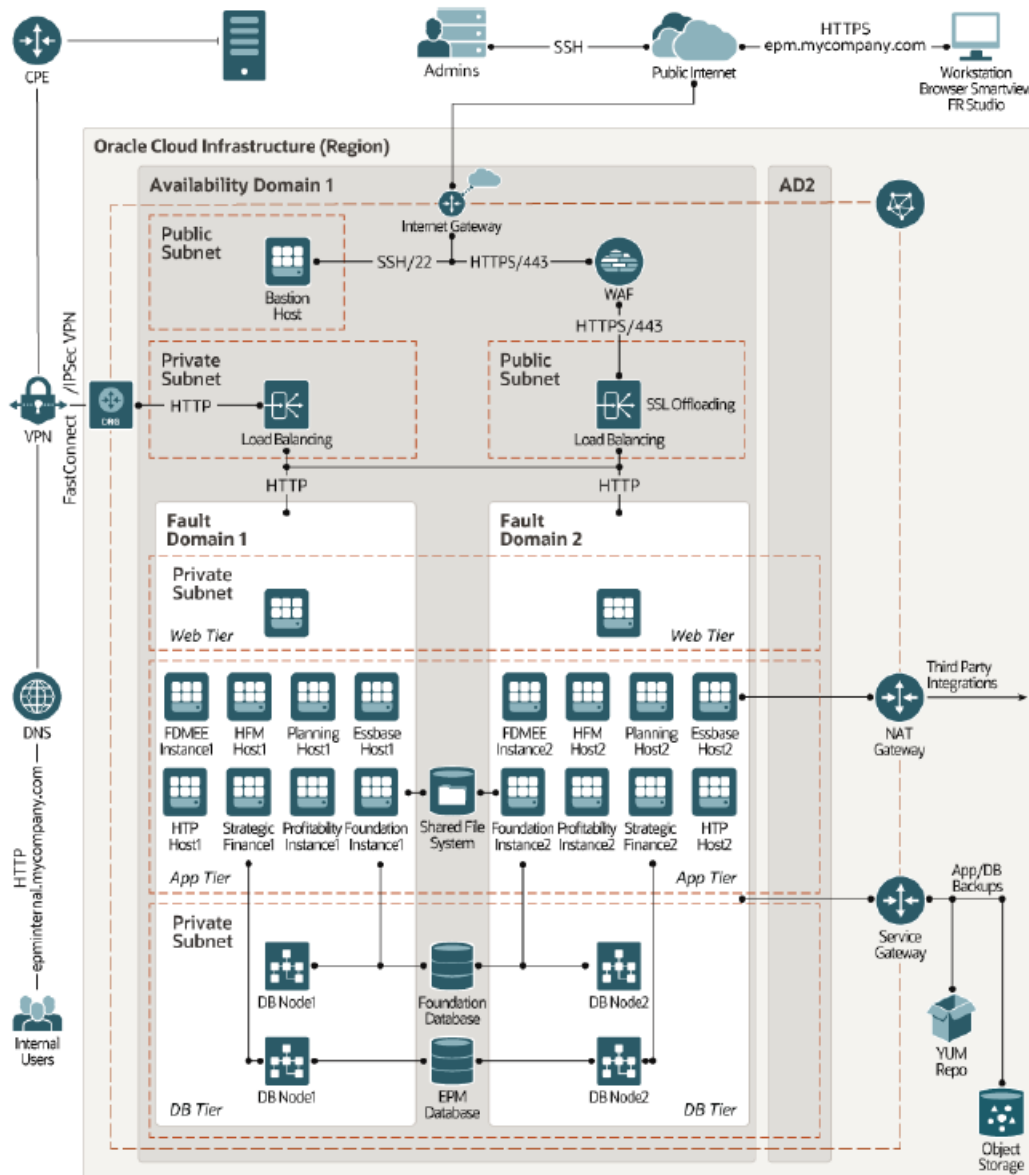 CPE
Admins
SSH
Public Internet
HTTPS
epm.mycompany.com
Workstation
Browser Smartview
FR Studio
Oracle Cloud Infrastructure (Region)
Availability Domain 1
AD2
Internet Gateway
Public
Subnet
Bastion
Host
SSH/22
HTTPS/443
WAF
HTTPS/443
Private
Subnet
Public
Subnet
FastConnect /IPSec VPN
VPN
DRG
HTTP
Load Balancing
SSL Offloading
Load Balancing
HTTP
HTTP
Fault
Domain 1
Fault
Domain 2
Private
Subnet
Web Tier
Web Tier
FDMEE
Instance1
HFM
Host1
Planning
Host1
Essbase
Host1
FDMEE
Instance2
HFM
Host2
Planning
Host2
Essbase
Host2
Third Party
Integrations
NAT
Gateway
DNS
HTP
Host1
Strategic
Finance1
Profitability
Instance1
Foundation
Instance1
Shared File
System
Foundation
Instance2
Profitability
Instance2
Strategic
Finance2
HTP
Host2
App Tier
App Tier
HTTP
epminternal.mycompany.com
App/DB
Backups
Service
Gateway
Private
Subnet
DB Node1
Foundation
Database
DB Node2
Internal
Users
YUM
Repo
DB Node1
EPM
Database
DB Node2
DB Tier
DB Tier
Object
Storage